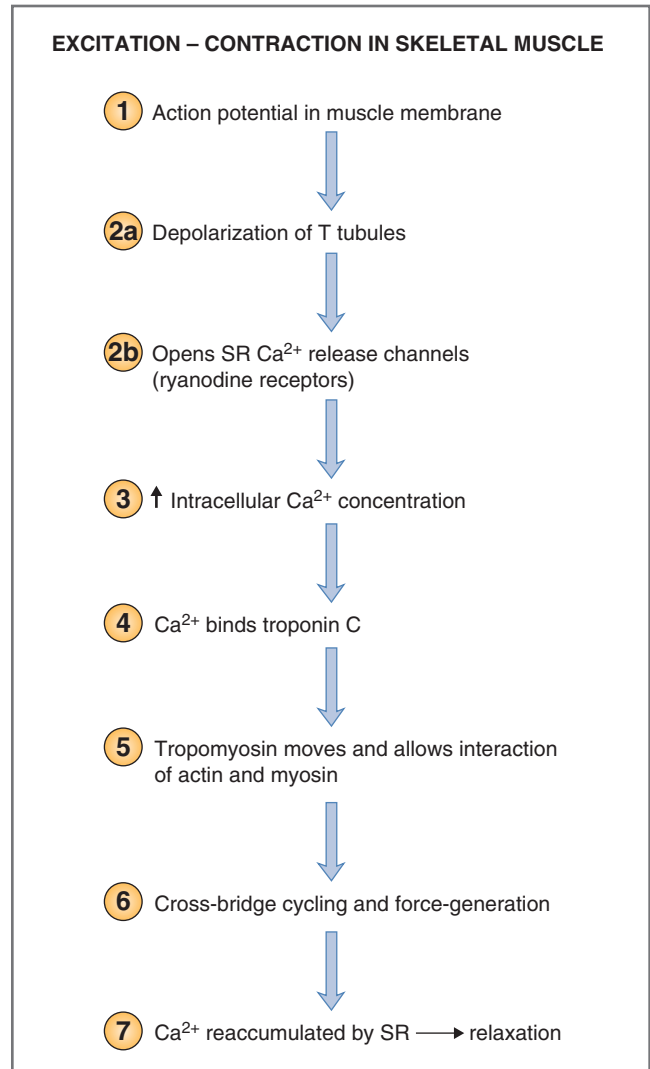 EXCITATION – CONTRACTION IN SKELETAL MUSCLE
1 Action potential in muscle membrane
2a Depolarization of T tubules
2b Opens SR Ca²⁺ release channels
(ryanodine receptors)
3 ↑ Intracellular Ca²⁺ concentration
4 Ca²⁺ binds troponin C
5 Tropomyosin moves and allows interaction
of actin and myosin
6 Cross-bridge cycling and force-generation
7 Ca²⁺ reaccumulated by SR → relaxation